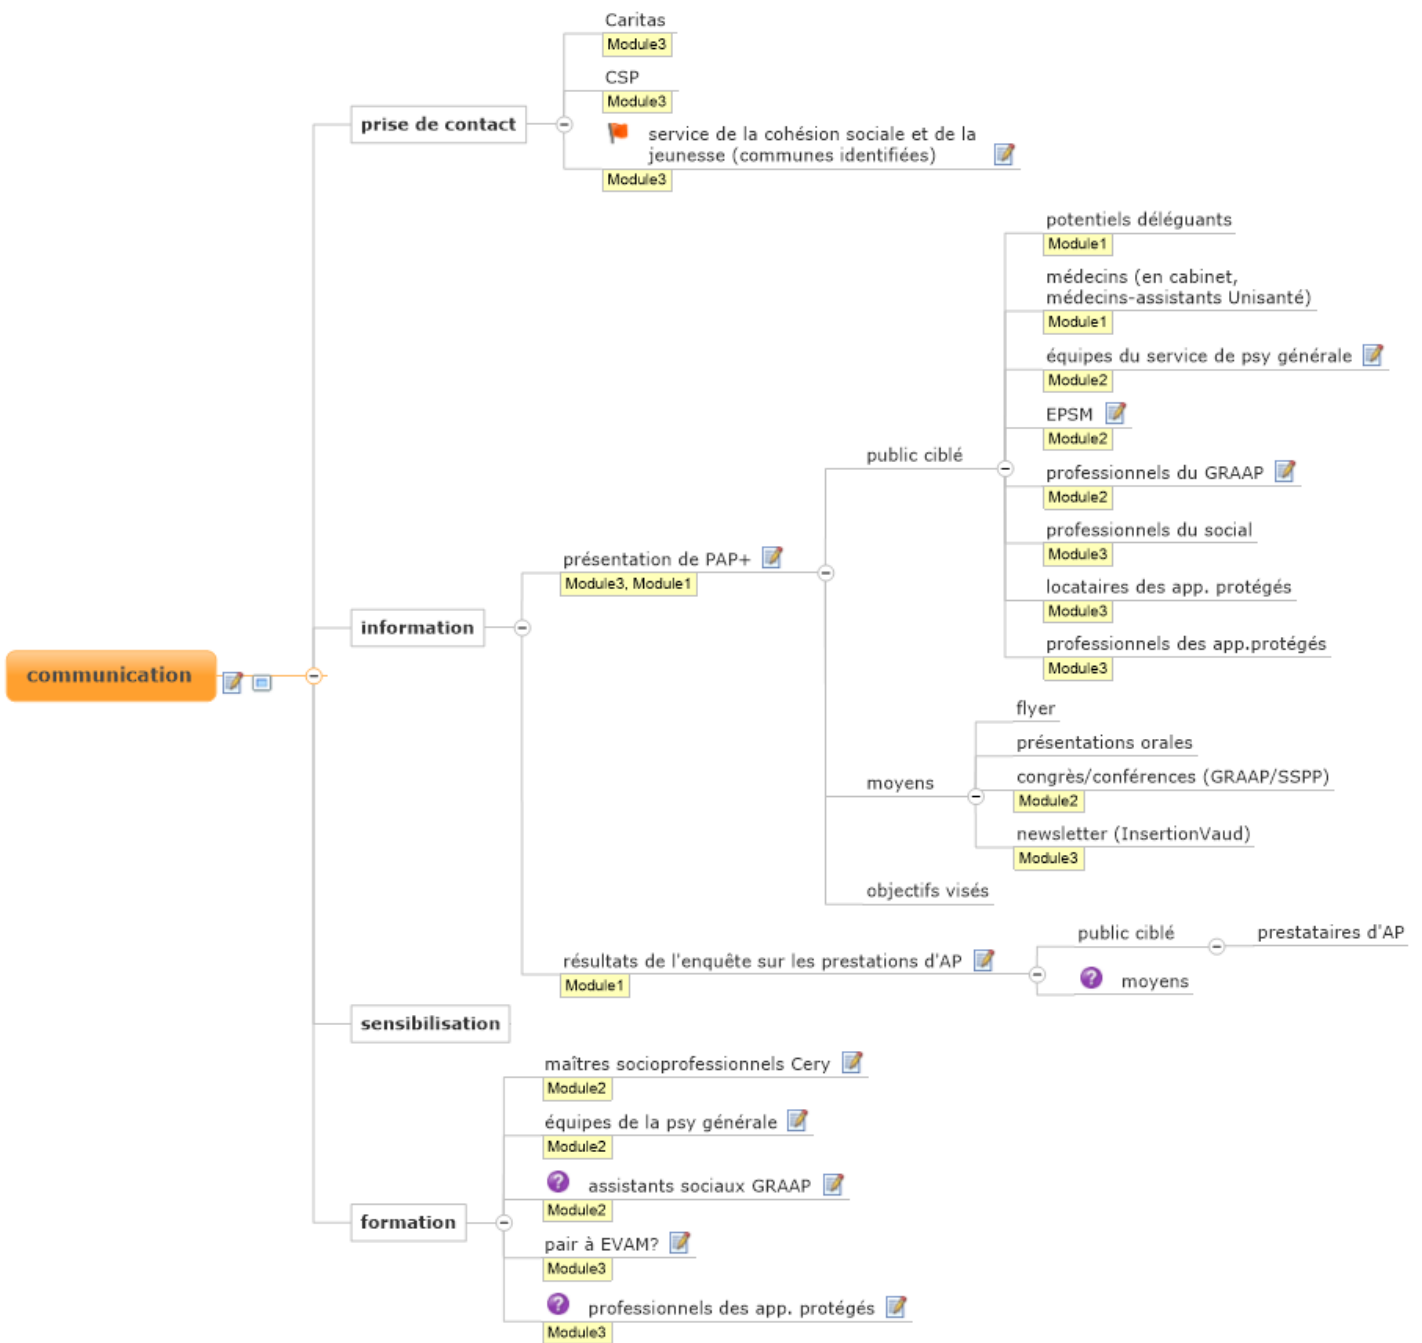 communication
prise de contact
Caritas
Module3
CSP
Module3
service de la cohésion sociale et de la
jeunesse (communes identifiées)
Module3
information
présentation de PAP+
Module3, Module1
public ciblé
potentiels déléguants
Module1
médecins (en cabinet,
médecins-assistants Unisanté)
Module1
équipes du service de psy générale
Module2
EPSM
Module2
professionnels du GRAAP
Module2
professionnels du social
Module3
locataires des app. protégés
Module3
professionnels des app.protégés
Module3
moyens
flyer
présentations orales
congrès/conférences (GRAAP/SSPP)
Module2
newsletter (InsertionVaud)
Module3
objectifs visés
résultats de l'enquête sur les prestations d'AP
Module1
public ciblé
prestataires d'AP
? moyens
sensibilisation
formation
maîtres socioprofessionnels Cery
Module2
équipes de la psy générale
Module2
? assistants sociaux GRAAP
Module2
pair à EVAM?
Module3
? professionnels des app. protégés
Module3